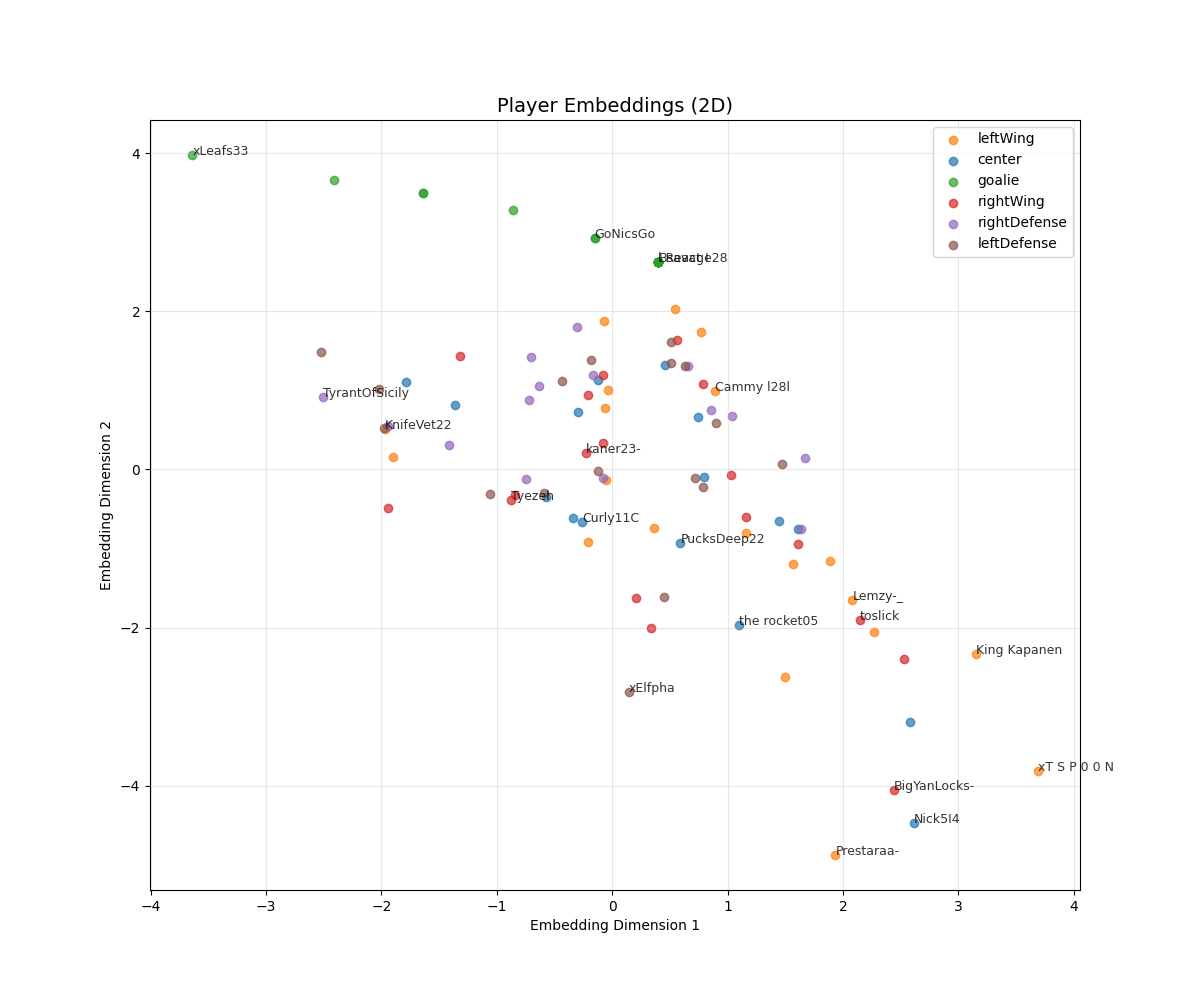 Player Embeddings (2D)
Embedding Dimension 2
4
2
0
−2
−4
leftWing
center
goalie
rightWing
rightDefense
leftDefense
xLeafs33
GoNicsGo
Cammy l28l
TyrantOfSicily
KnifeVet22
kaner23-
Tyezeh
Curly11C
PucksDeep22
Lemzy-_
toslick
the rocket05
King Kapanen
xElfpha
xT S P 0 0 N
BigYanLocks-
Nick5I4
Prestaraa-
−4
−3
−2
−1
0
1
2
3
4
Embedding Dimension 1